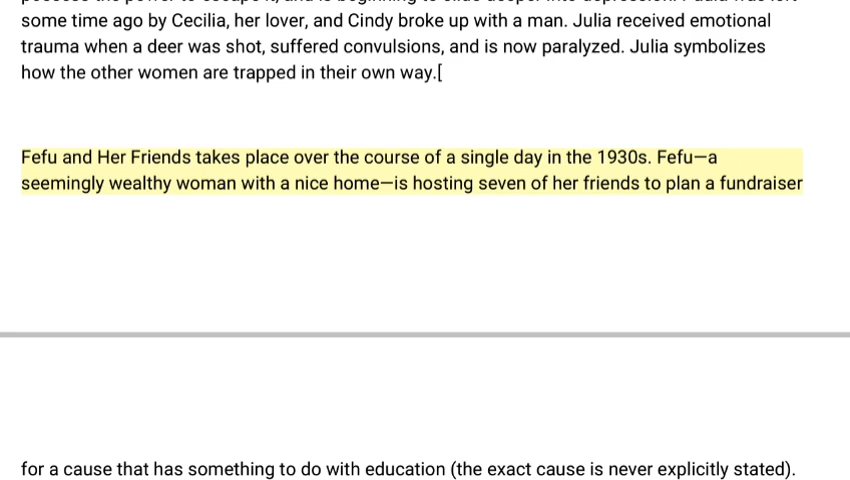 some time ago by Cecilia, her lover, and Cindy broke up with a man. Julia received emotional
trauma when a deer was shot, suffered convulsions, and is now paralyzed. Julia symbolizes
how the other women are trapped in their own way.[
Fefu and Her Friends takes place over the course of a single day in the 1930s. Fefu—a
seemingly wealthy woman with a nice home—is hosting seven of her friends to plan a fundraiser
for a cause that has something to do with education (the exact cause is never explicitly stated).